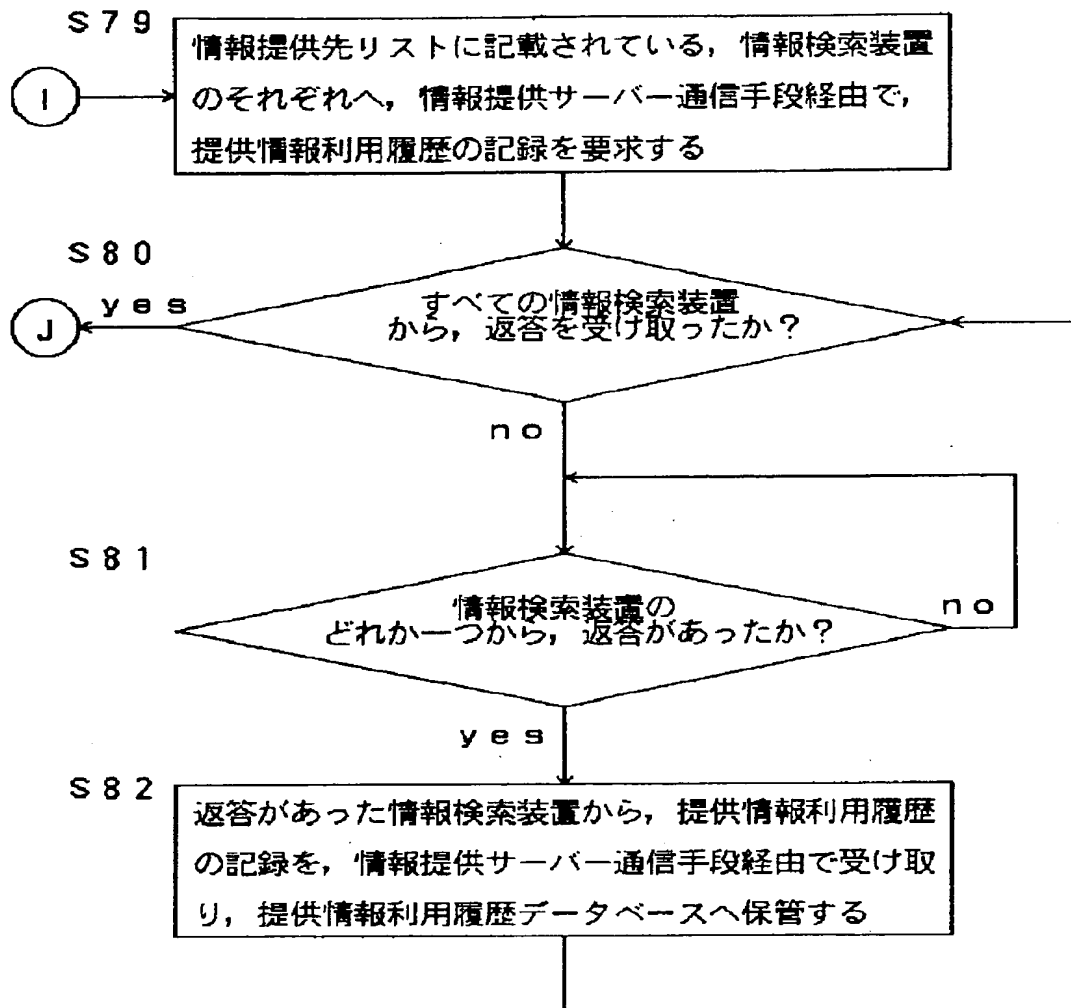 S79
情報提供先リストに記載されている，情報検索装置
I
のそれぞれへ，情報提供サーバー通信手段経由で，
提供情報利用履歴の記録を要求する
S80
yes
すべての情報検索装置
J
から，返答を受け取ったか？
no
S81
情報検索装置の
no
どれか一つから，返答があったか？
yes
S82
返答があった情報検索装置から，提供情報利用履歴
の記録を，情報提供サーバー通信手段経由で受け取
り，提供情報利用履歴データベースへ保管する